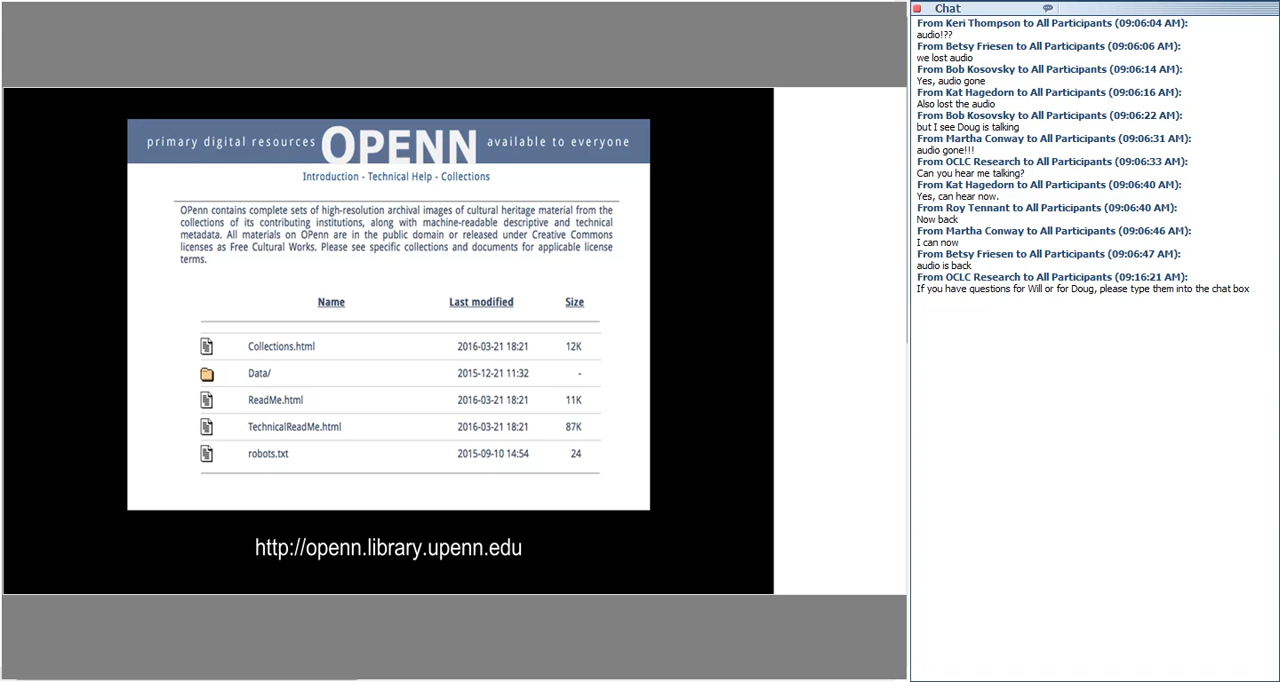 primary digital resources OPENN available to everyone
Introduction - Technical Help - Collections
OPenn contains complete sets of high-resolution archival images of cultural heritage material from the
collections of its contributing institutions, along with machine-readable descriptive and technical
metadata. All materials on OPenn are in the public domain or released under Creative Commons
licenses as Free Cultural Works. Please see specific collections and documents for applicable license
terms.
Name Last modified Size
Collections.html 2016-03-21 18:21 12K
Data/ 2015-12-21 11:32 -
ReadMe.html 2016-03-21 18:21 11K
TechnicalReadMe.html 2016-03-21 18:21 87K
robots.txt 2015-09-10 14:54 24
http://openn.library.upenn.edu
Chat
From Keri Thompson to All Participants (09:06:04 AM):
audio!??
From Betsy Friesen to All Participants (09:06:06 AM):
we lost audio
From Bob Kosovsky to All Participants (09:06:14 AM):
Yes, audio gone
From Kat Hagedorn to All Participants (09:06:16 AM):
Also lost the audio
From Bob Kosovsky to All Participants (09:06:22 AM):
but I see Doug is talking
From Martha Conway to All Participants (09:06:31 AM):
audio gone!!!
From OCLC Research to All Participants (09:06:33 AM):
Can you hear me talking?
From Kat Hagedorn to All Participants (09:06:40 AM):
Yes, can hear now.
From Roy Tennant to All Participants (09:06:40 AM):
Now back
From Martha Conway to All Participants (09:06:46 AM):
I can now
From Betsy Friesen to All Participants (09:06:47 AM):
audio is back
From OCLC Research to All Participants (09:16:21 AM):
If you have questions for Will or for Doug, please type them into the chat box